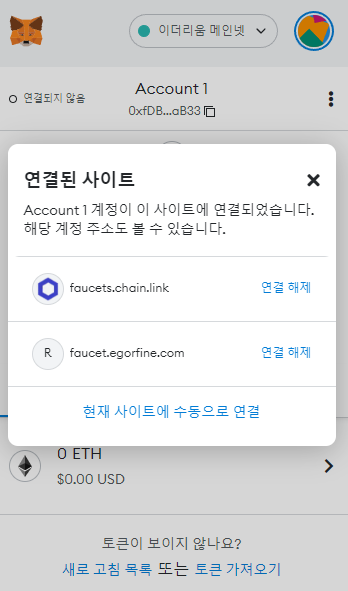 이더리움 메인넷
연결되지 않음
Account 1
0xfDB...aB33
연결된 사이트
Account 1 계정이 이 사이트에 연결되었습니다.
해당 계정 주소도 볼 수 있습니다.
faucets.chain.link
연결 해제
R
faucet.egorfine.com
연결 해제
현재 사이트에 수동으로 연결
0 ETH
$0.00 USD
토큰이 보이지 않나요?
새로 고침 목록 또는 토큰 가져오기